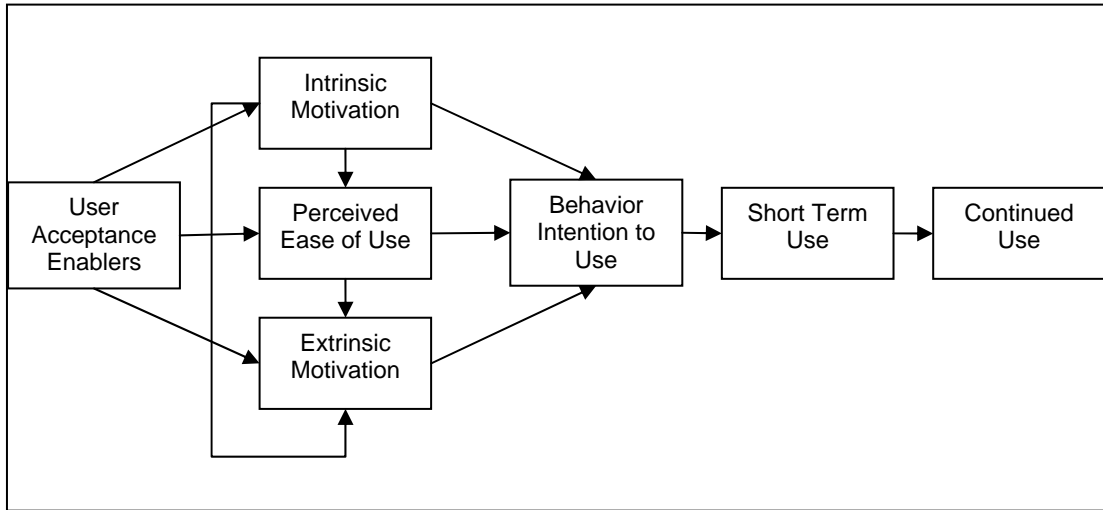 Intrinsic
Motivation
User
Acceptance
Enablers
Perceived
Ease of Use
Extrinsic
Motivation
Behavior
Intention to
Use
Short Term
Use
Continued
Use